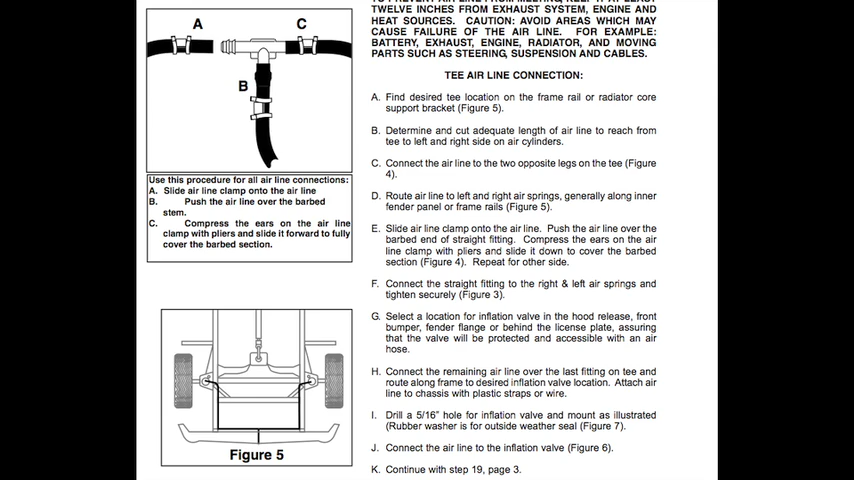 A
C
B
Use this procedure for all air line connections:
A. Slide air line clamp onto the air line
B. Push the air line over the barbed
stem.
C. Compress the ears on the air line
clamp with pliers and slide it forward to fully
cover the barbed section.
Figure 5
TWELVE INCHES FROM EXHAUST SYSTEM, ENGINE AND
HEAT SOURCES. CAUTION: AVOID AREAS WHICH MAY
CAUSE FAILURE OF THE AIR LINE. FOR EXAMPLE:
BATTERY, EXHAUST, ENGINE, RADIATOR, AND MOVING
PARTS SUCH AS STEERING, SUSPENSION AND CABLES.
TEE AIR LINE CONNECTION:
A. Find desired tee location on the frame rail or radiator core
support bracket (Figure 5).
B. Determine and cut adequate length of air line to reach from
tee to left and right side on air cylinders.
C. Connect the air line to the two opposite legs on the tee (Figure
4).
D. Route air line to left and right air springs, generally along inner
fender panel or frame rails (Figure 5).
E. Slide air line clamp onto the air line. Push the air line over the
barbed end of straight fitting. Compress the ears on the air
line clamp with pliers and slide it down to cover the barbed
section (Figure 4). Repeat for other side.
F. Connect the straight fitting to the right & left air springs and
tighten securely (Figure 3).
G. Select a location for inflation valve in the hood release, front
bumper, fender flange or behind the license plate, assuring
that the valve will be protected and accessible with an air
hose.
H. Connect the remaining air line over the last fitting on tee and
route along frame to desired inflation valve location. Attach air
line to chassis with plastic straps or wire.
I. Drill a 5/16" hole for inflation valve and mount as illustrated
(Rubber washer is for outside weather seal (Figure 7).
J. Connect the air line to the inflation valve (Figure 6).
K. Continue with step 19, page 3.